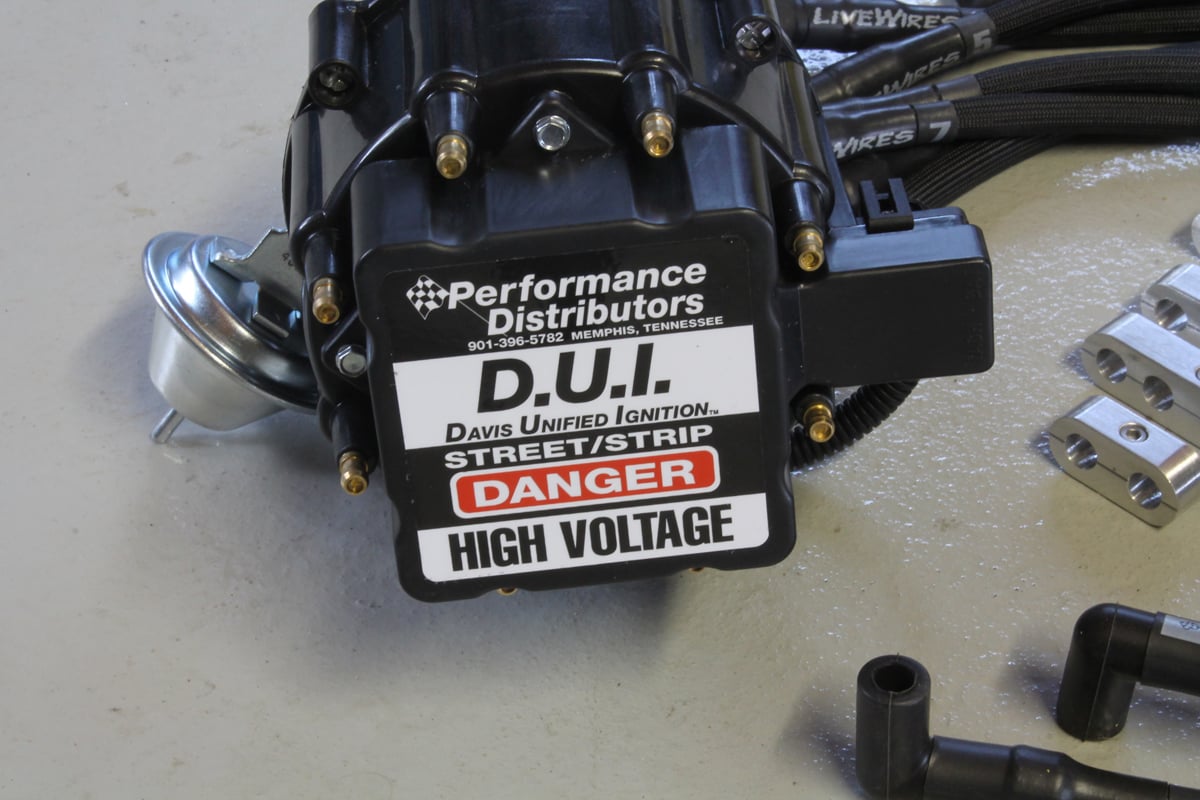 LIVEWIRES
5
WIRES
WIRES 7
Performance
Distributors
901-396-5782 MEMPHIS, TENNESSEE
D.U.I.
DAVIS UNIFIED IGNITION™
STREET/STRIP
DANGER
HIGH VOLTAGE